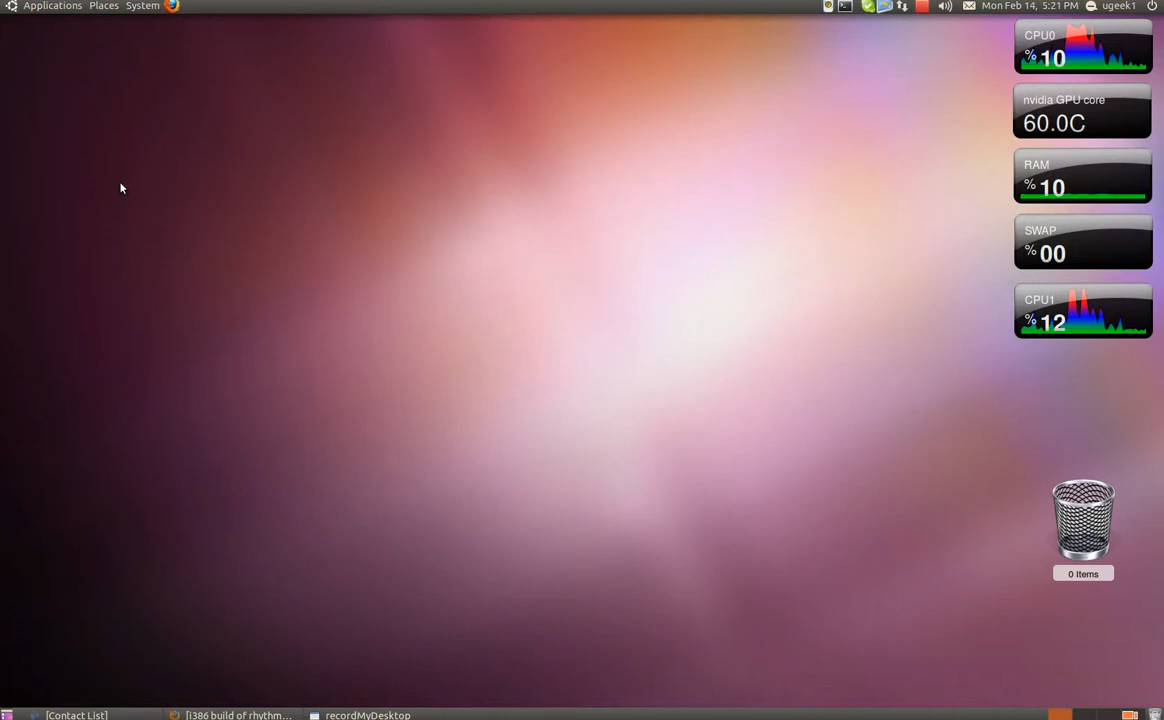 Applications Places System
Mon Feb 14, 5:21 PM ugeek1
CPU0
% 10
nvidia GPU core
60.0C
RAM
% 10
SWAP
% 00
CPU1
% 12
0 Items
[Contact List] [i386 build of rhythm... recordMyDesktop